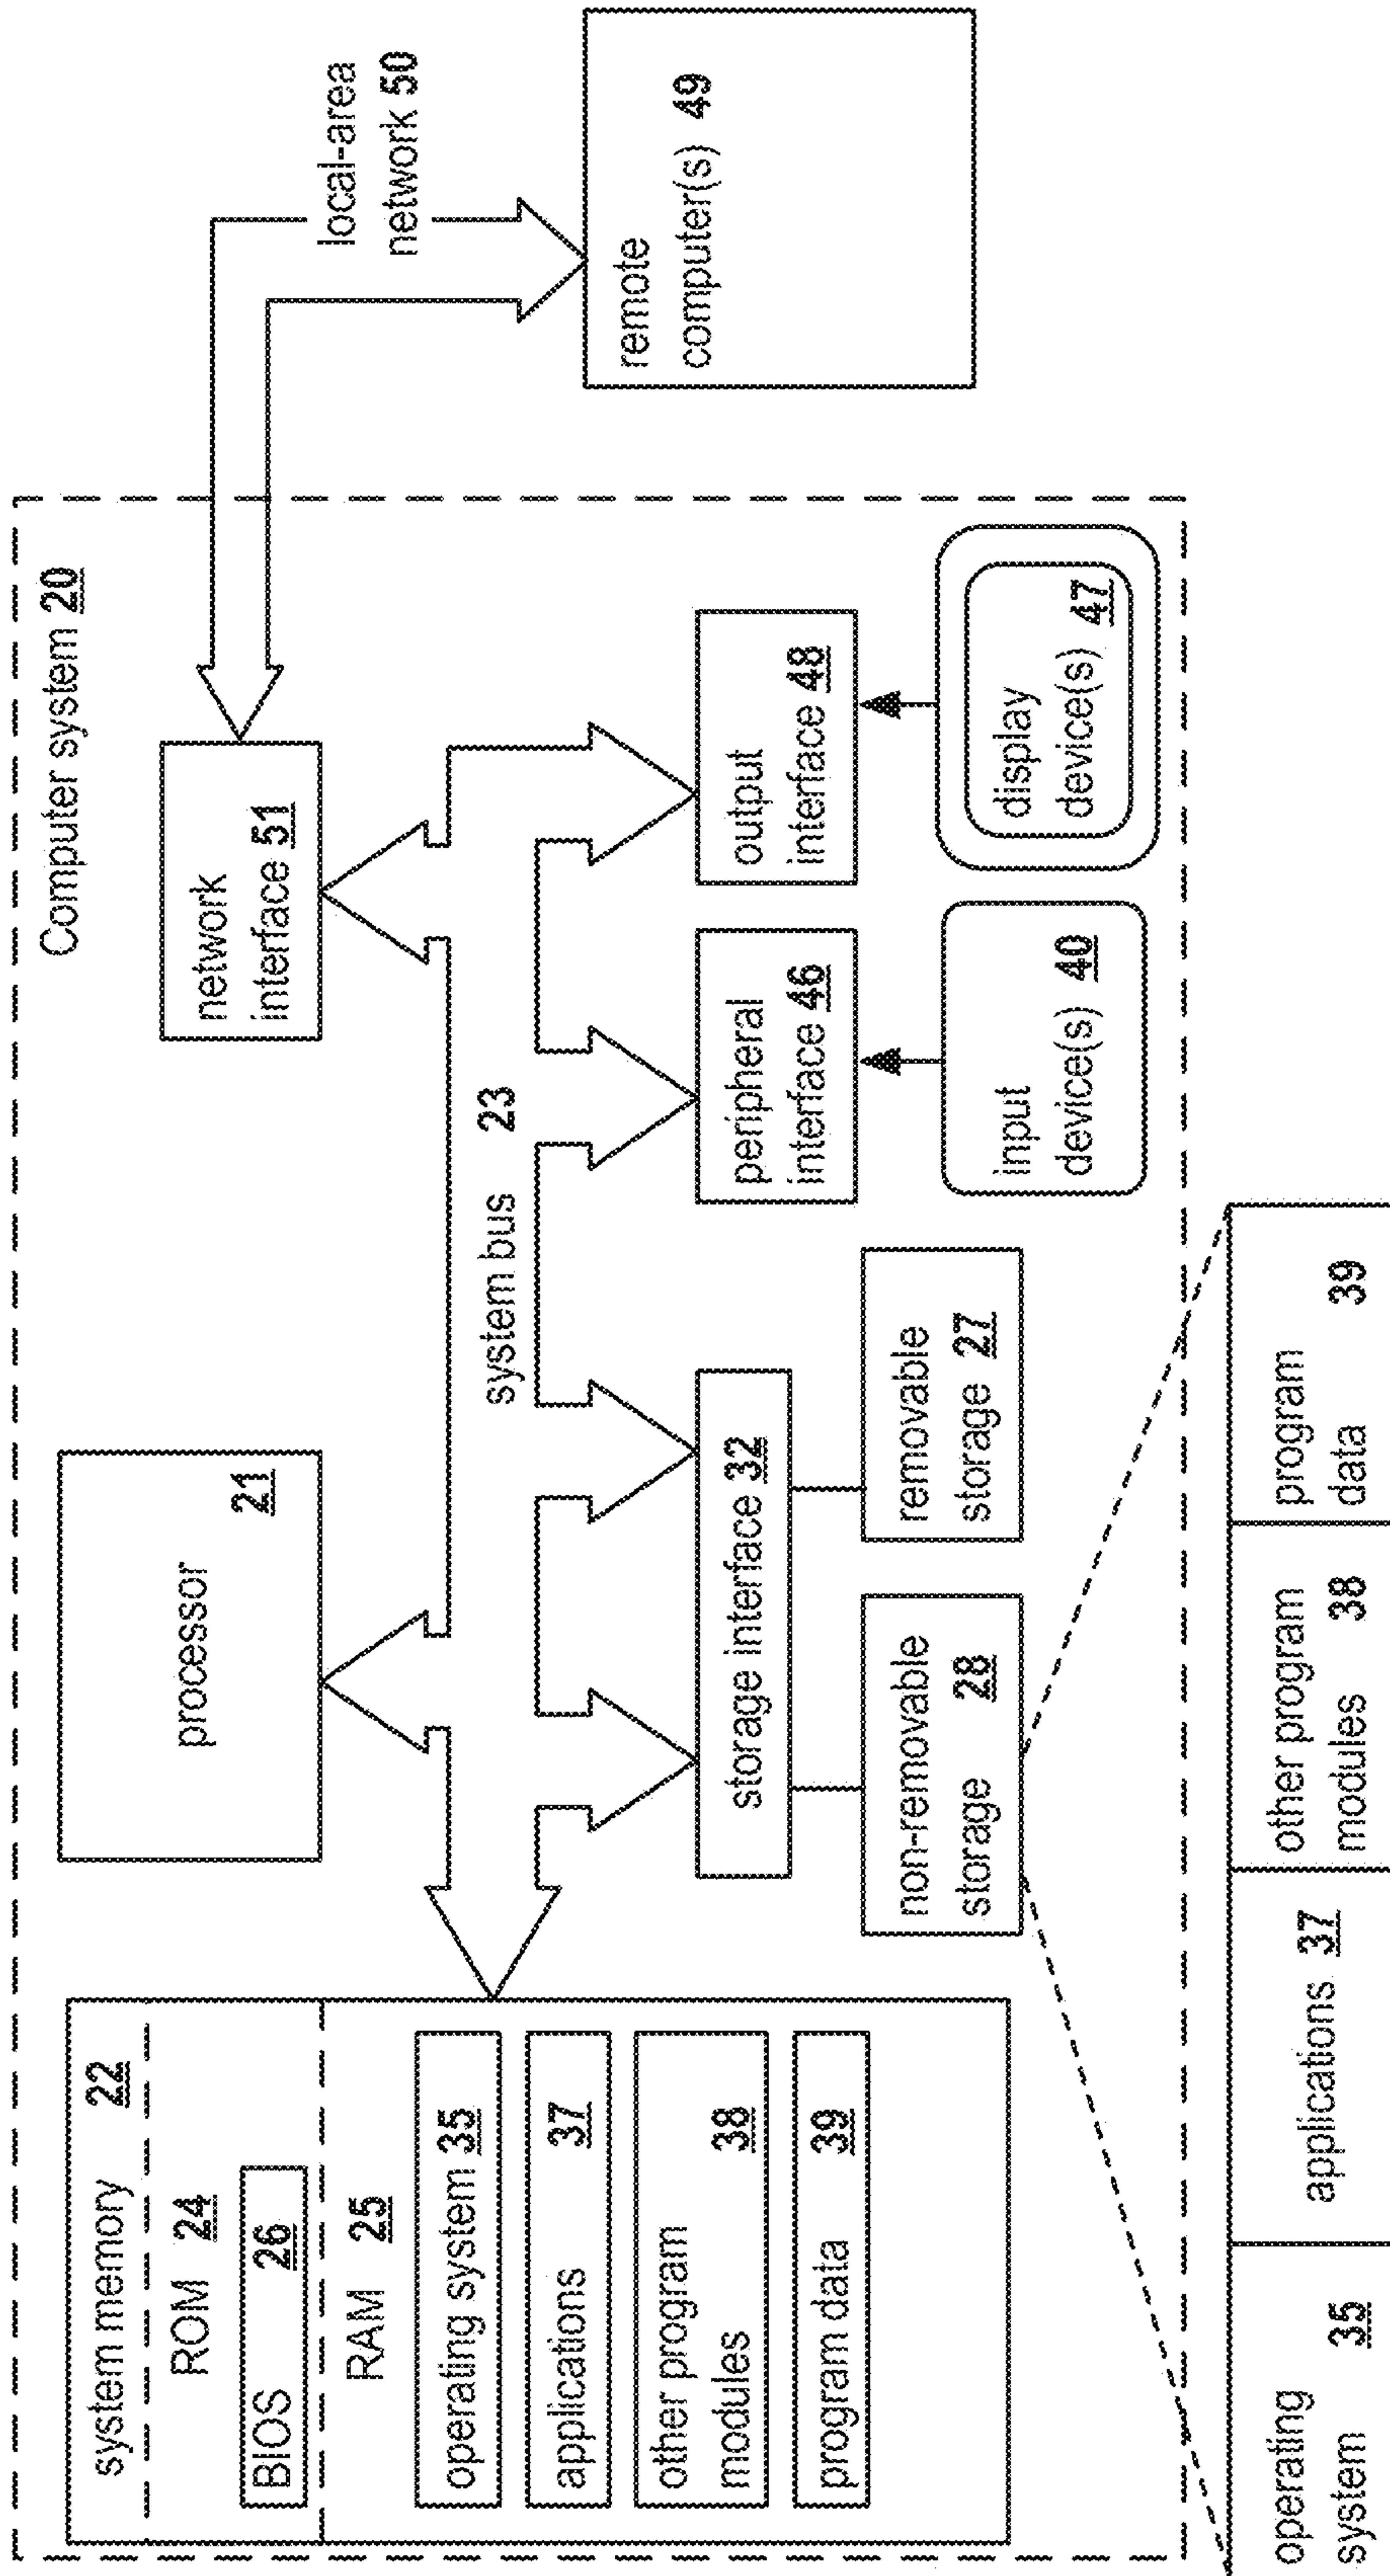 Computer system 20
system memory 22
ROM 24
BIOS 26
RAM 25
operating system 35
applications 37
other program
modules 38
program data 39
processor
21
network
interface 51
local-area
network 50
system bus 23
storage interface 32
non-removable
storage 28
removable
storage 27
peripheral
interface 46
output
interface 48
input
device(s) 40
display
device(s) 47
remote
computer(s) 49
operating
system 35
applications 37
other program
modules 38
program
data 39